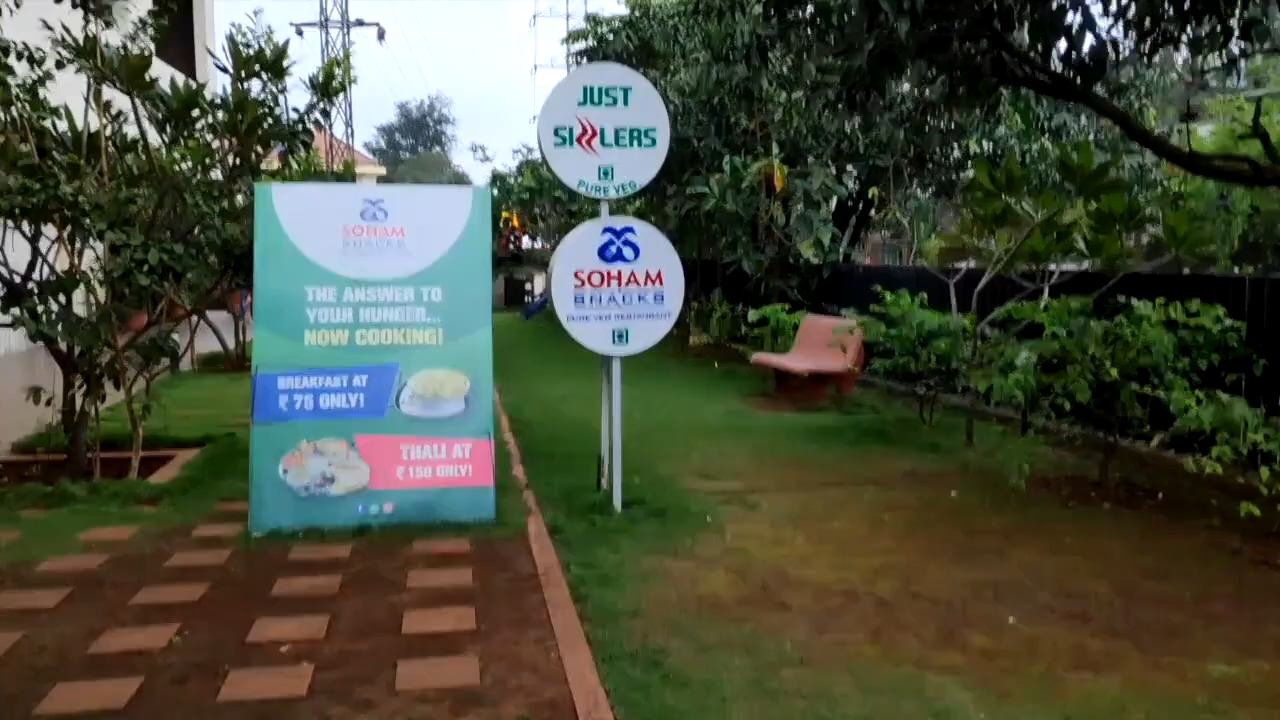 JUST
SIZZLERS
PURE VEG
SOHAM
SNACKS
PURE VEG RESTAURANT
SOHAM
SNACKS
THE ANSWER TO
YOUR HUNGER...
NOW COOKING!
BREAKFAST AT
₹ 75 ONLY!
THALI AT
₹ 150 ONLY!